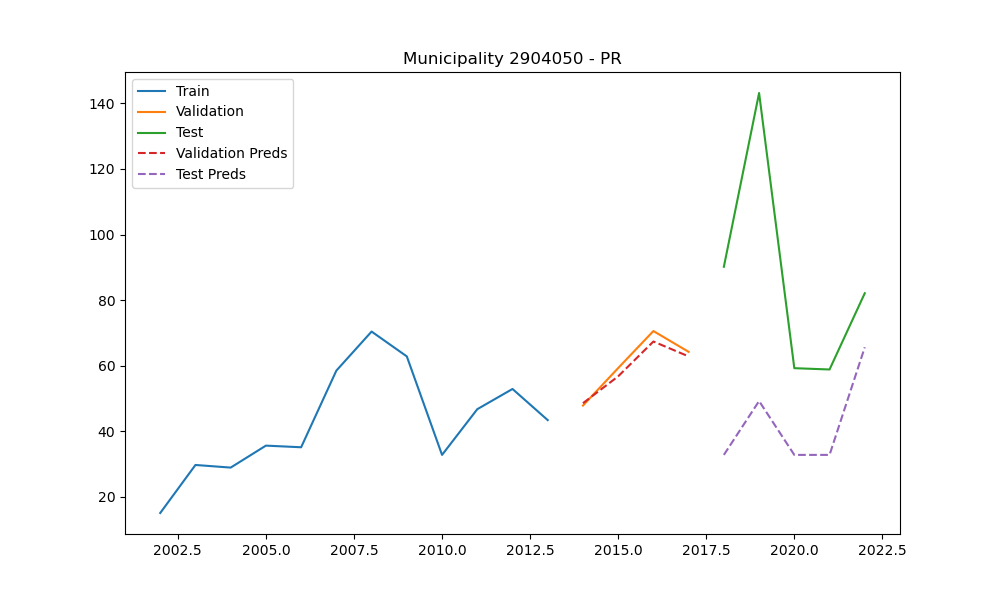 Municipality 2904050 - PR
Train
Validation
Test
Validation Preds
Test Preds
140
120
100
80
60
40
20
2002.5 2005.0 2007.5 2010.0 2012.5 2015.0 2017.5 2020.0 2022.5